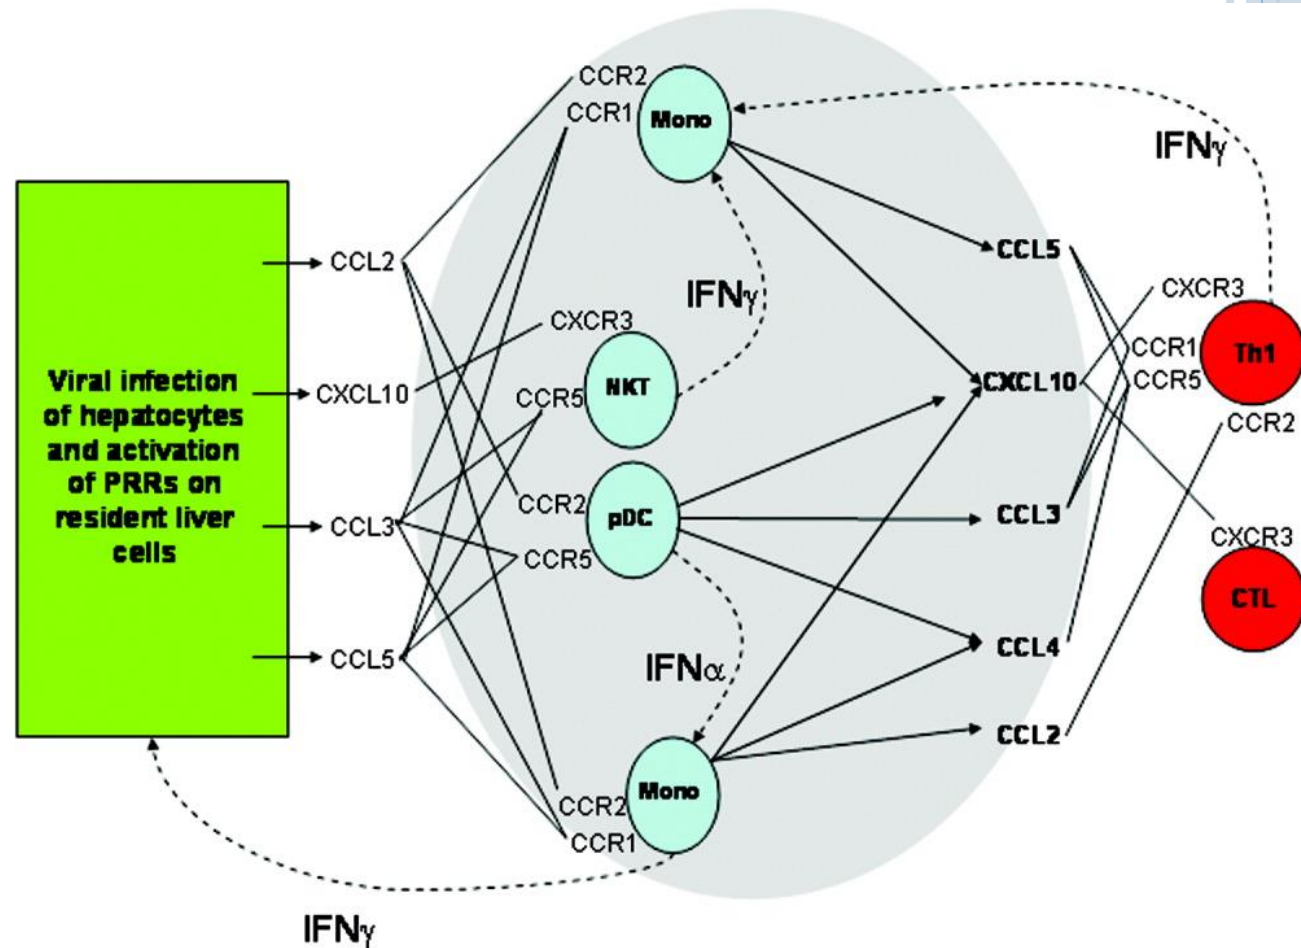 CCR2
CCR1
Mono
IFNγ
CCL5
CCL2
IFNγ
CXCR3
CXCR3
CCR1
Th1
CCR5
Viral infection
of hepatocytes
and activation
of PRRs on
resident liver
cells
CXCL10
CCR5
NKT
CXCL10
CCR2
CCR2
pDC
CCL3
CCL3
CCR5
CXCR3
CTL
CCL5
IFNα
CCL4
CCL2
CCR2
Mono
CCR1
IFNγ